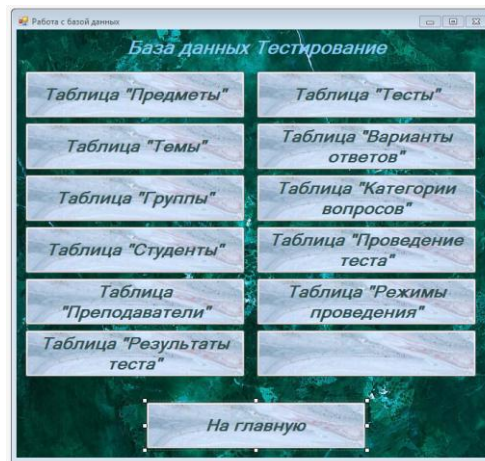 Работа с базой данных
База данных Тестирование
Таблица "Предметы"
Таблица "Тесты"
Таблица "Темы"
Таблица "Варианты
ответов"
Таблица "Группы"
Таблица "Категории
вопросов"
Таблица "Студенты"
Таблица "Проведение
теста"
Таблица
"Преподаватели"
Таблица "Режимы
проведения"
Таблица "Результаты
теста"
На главную